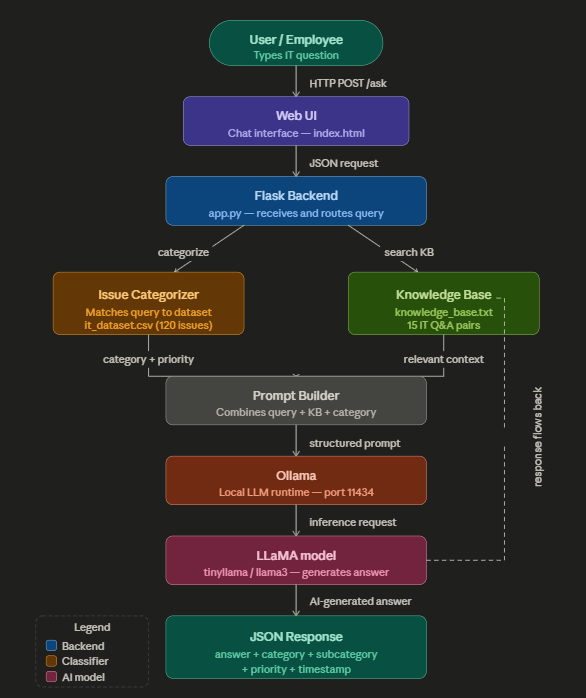 User / Employee
Types IT question
HTTP POST /ask
Web UI
Chat interface — index.html
JSON request
Flask Backend
app.py — receives and routes query
categorize
search KB
Issue Categorizer
Matches query to dataset
it_dataset.csv (120 issues)
Knowledge Base
knowledge_base.txt
15 IT Q&A pairs
category + priority
relevant context
Prompt Builder
Combines query + KB + category
response flows back
structured prompt
Ollama
Local LLM runtime — port 11434
inference request
LLaMA model
tinyllama / llama3 — generates answer
AI-generated answer
JSON Response
answer + category + subcategory
+ priority + timestamp
Legend
Backend
Classifier
AI model